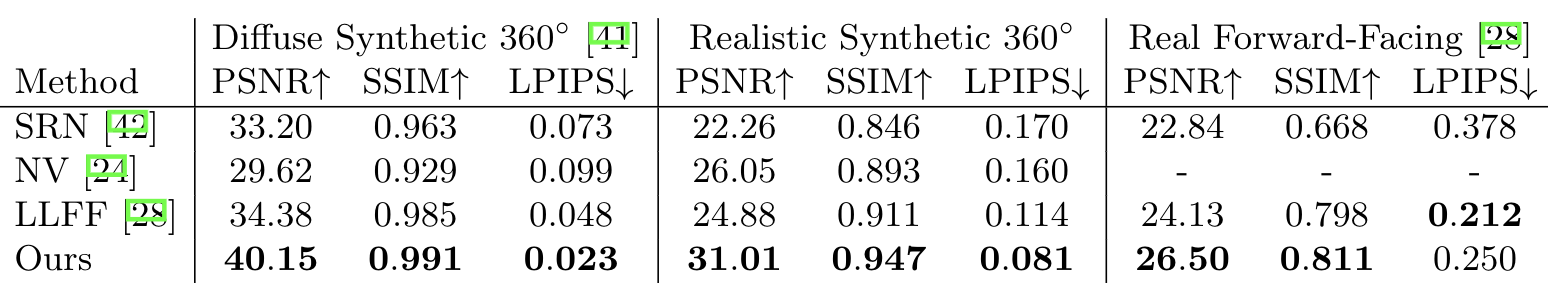 Diffuse Synthetic 360° [41] Realistic Synthetic 360° Real Forward-Facing [28]
Method PSNR↑ SSIM↑ LPIPS↓ PSNR↑ SSIM↑ LPIPS↓ PSNR↑ SSIM↑ LPIPS↓
SRN [42] 33.20 0.963 0.073 22.26 0.846 0.170 22.84 0.668 0.378
NV [24] 29.62 0.929 0.099 26.05 0.893 0.160 - - -
LLFF [28] 34.38 0.985 0.048 24.88 0.911 0.114 24.13 0.798 0.212
Ours 40.15 0.991 0.023 31.01 0.947 0.081 26.50 0.811 0.250